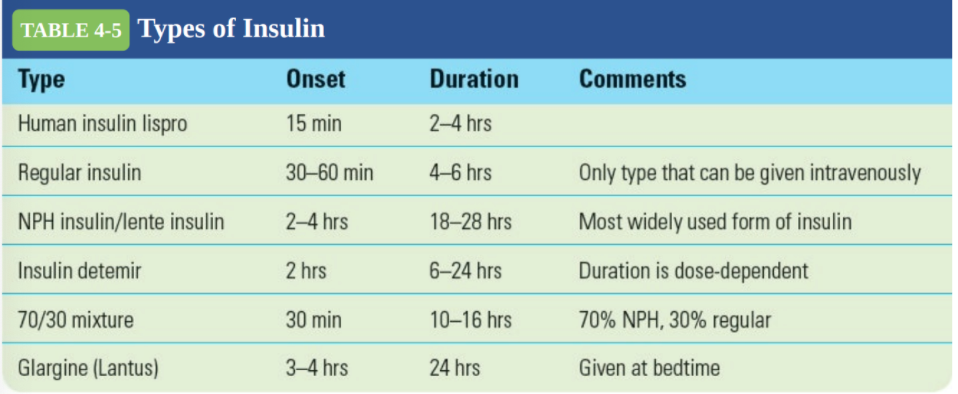 TABLE 4-5 Types of Insulin
Type Onset Duration Comments
Human insulin lispro 15 min 2–4 hrs
Regular insulin 30–60 min 4–6 hrs Only type that can be given intravenously
NPH insulin/lente insulin 2–4 hrs 18–28 hrs Most widely used form of insulin
Insulin detemir 2 hrs 6–24 hrs Duration is dose-dependent
70/30 mixture 30 min 10–16 hrs 70% NPH, 30% regular
Glargine (Lantus) 3–4 hrs 24 hrs Given at bedtime